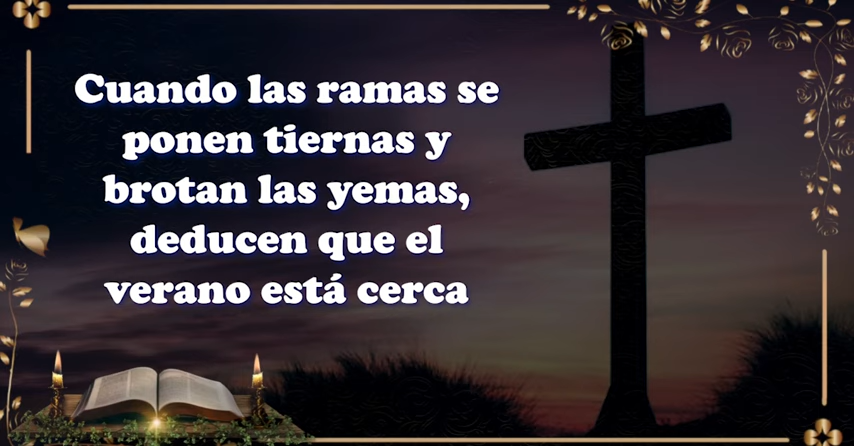 Cuando las ramas se
ponen tiernas y
brotan las yemas,
deducen que el
verano está cerca